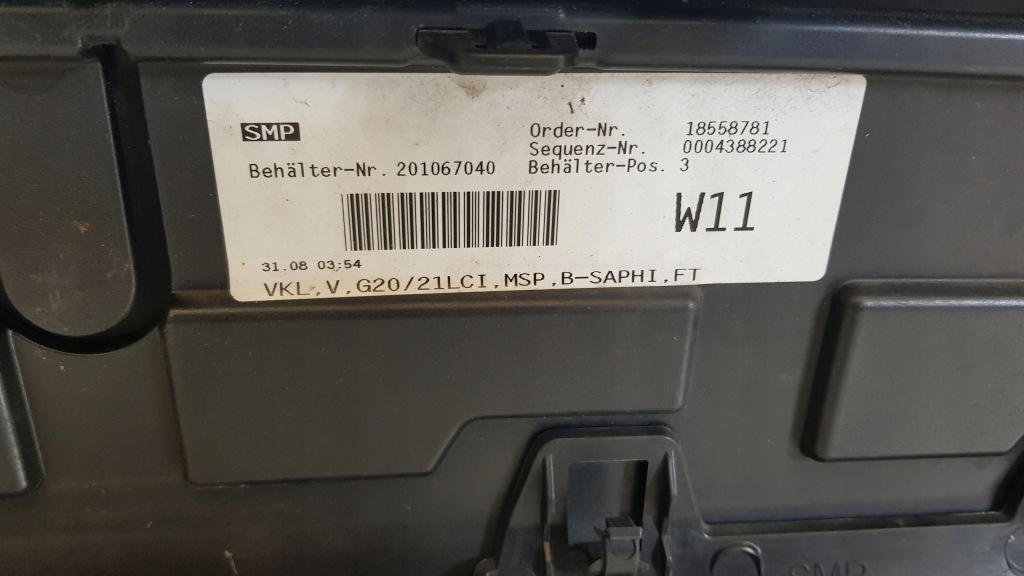 SMP
Order-Nr. 18558781
Sequenz-Nr. 0004388221
Behälter-Nr. 201067040 Behälter-Pos. 3
W11
31.08 03:54
VKL,V,G20/21LCI,MSP,B-SAPHI,FT
SMP